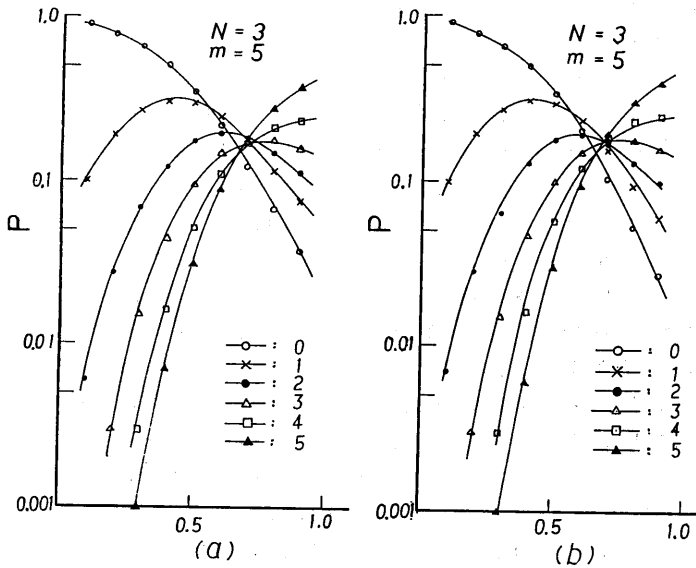 N = 3
m = 5
1.0
0.1
0.01
0.001
P
0.5
1.0
(a)
○ : 0
× : 1
● : 2
△ : 3
□ : 4
▲ : 5
N = 3
m = 5
1.0
0.1
0.01
0.001
P
0.5
1.0
(b)
○ : 0
× : 1
● : 2
△ : 3
□ : 4
▲ : 5